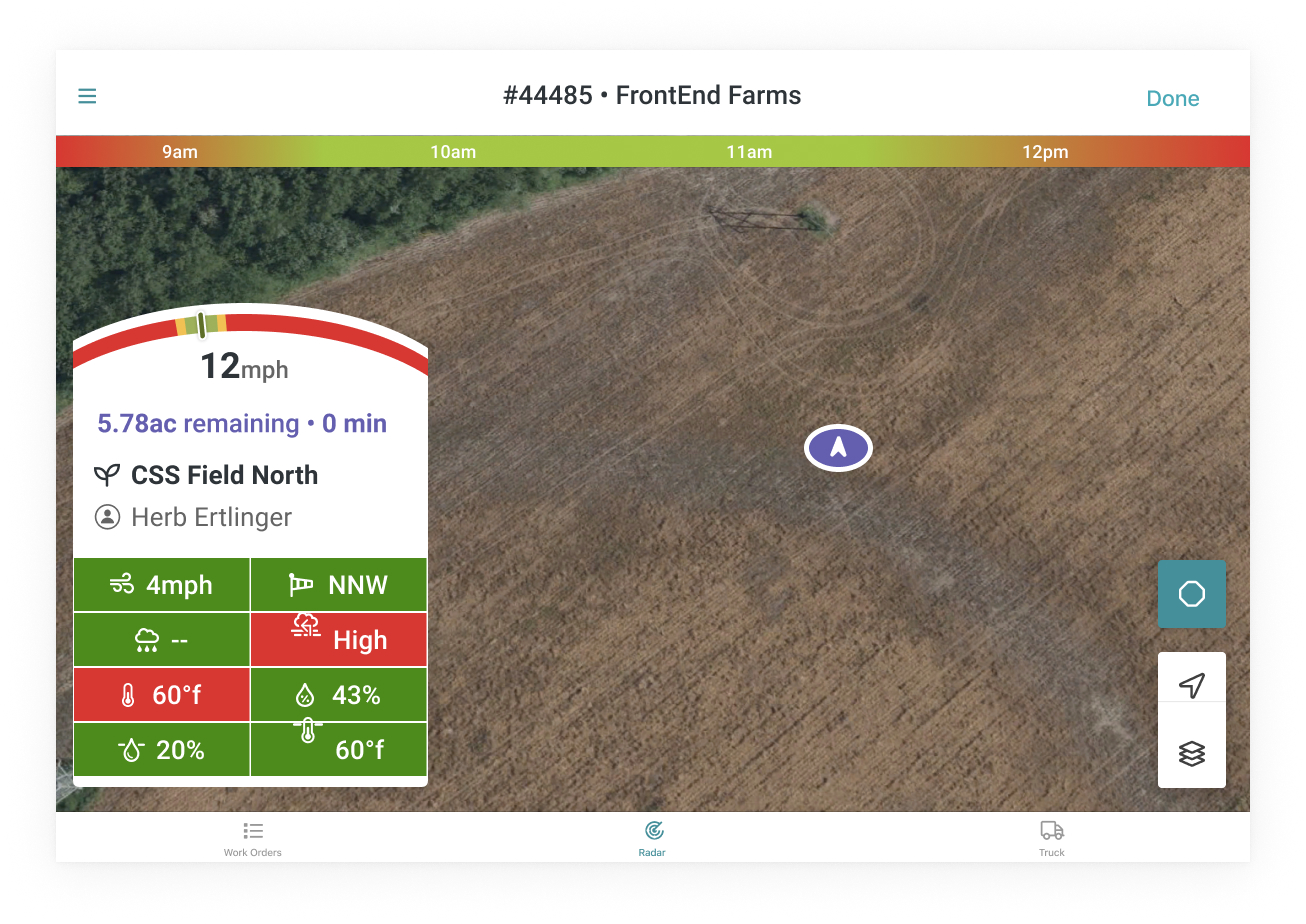 #44485 • FrontEnd Farms
Done
9am 10am 11am 12pm
12mph
5.78ac remaining • 0 min
CSS Field North
Herb Ertlinger
4mph NNW
-- High
60°f 43%
20% 60°f
Work Orders Radar Truck